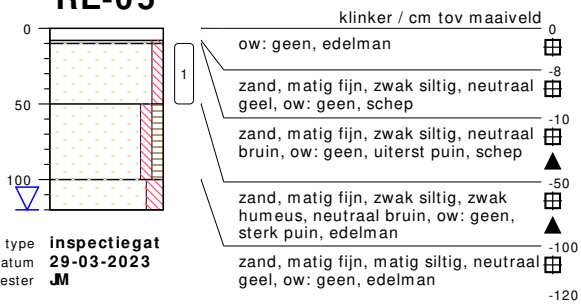 RE-05
klinker / cm tov maaiveld
0
0
ow: geen, edelman
-8
zand, matig fijn, zwak siltig, neutraal
geel, ow: geen, schep
1
-10
50
zand, matig fijn, zwak siltig, neutraal
bruin, ow: geen, uiterst puin, schep
-50
100
zand, matig fijn, zwak siltig, zwak
humeus, neutraal bruin, ow: geen,
sterk puin, edelman
-100
zand, matig fijn, matig siltig, neutraal
geel, ow: geen, edelman
-120
type inspectiegat
atum 29-03-2023
ester JM